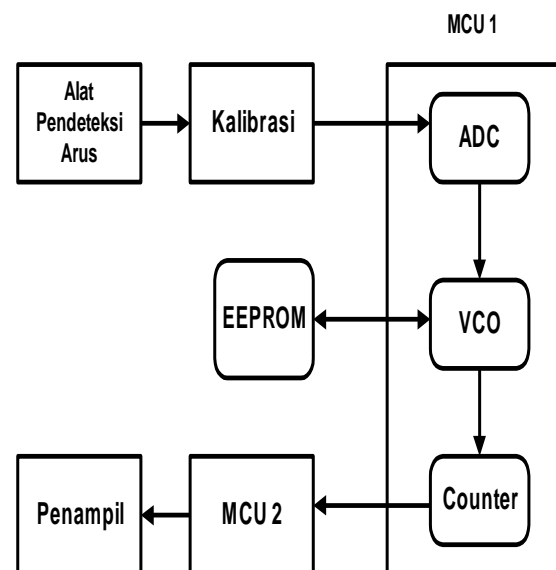 MCU 1
Alat
Pendeteksi
Arus
Kalibrasi
ADC
EEPROM
VCO
Penampil
MCU 2
Counter